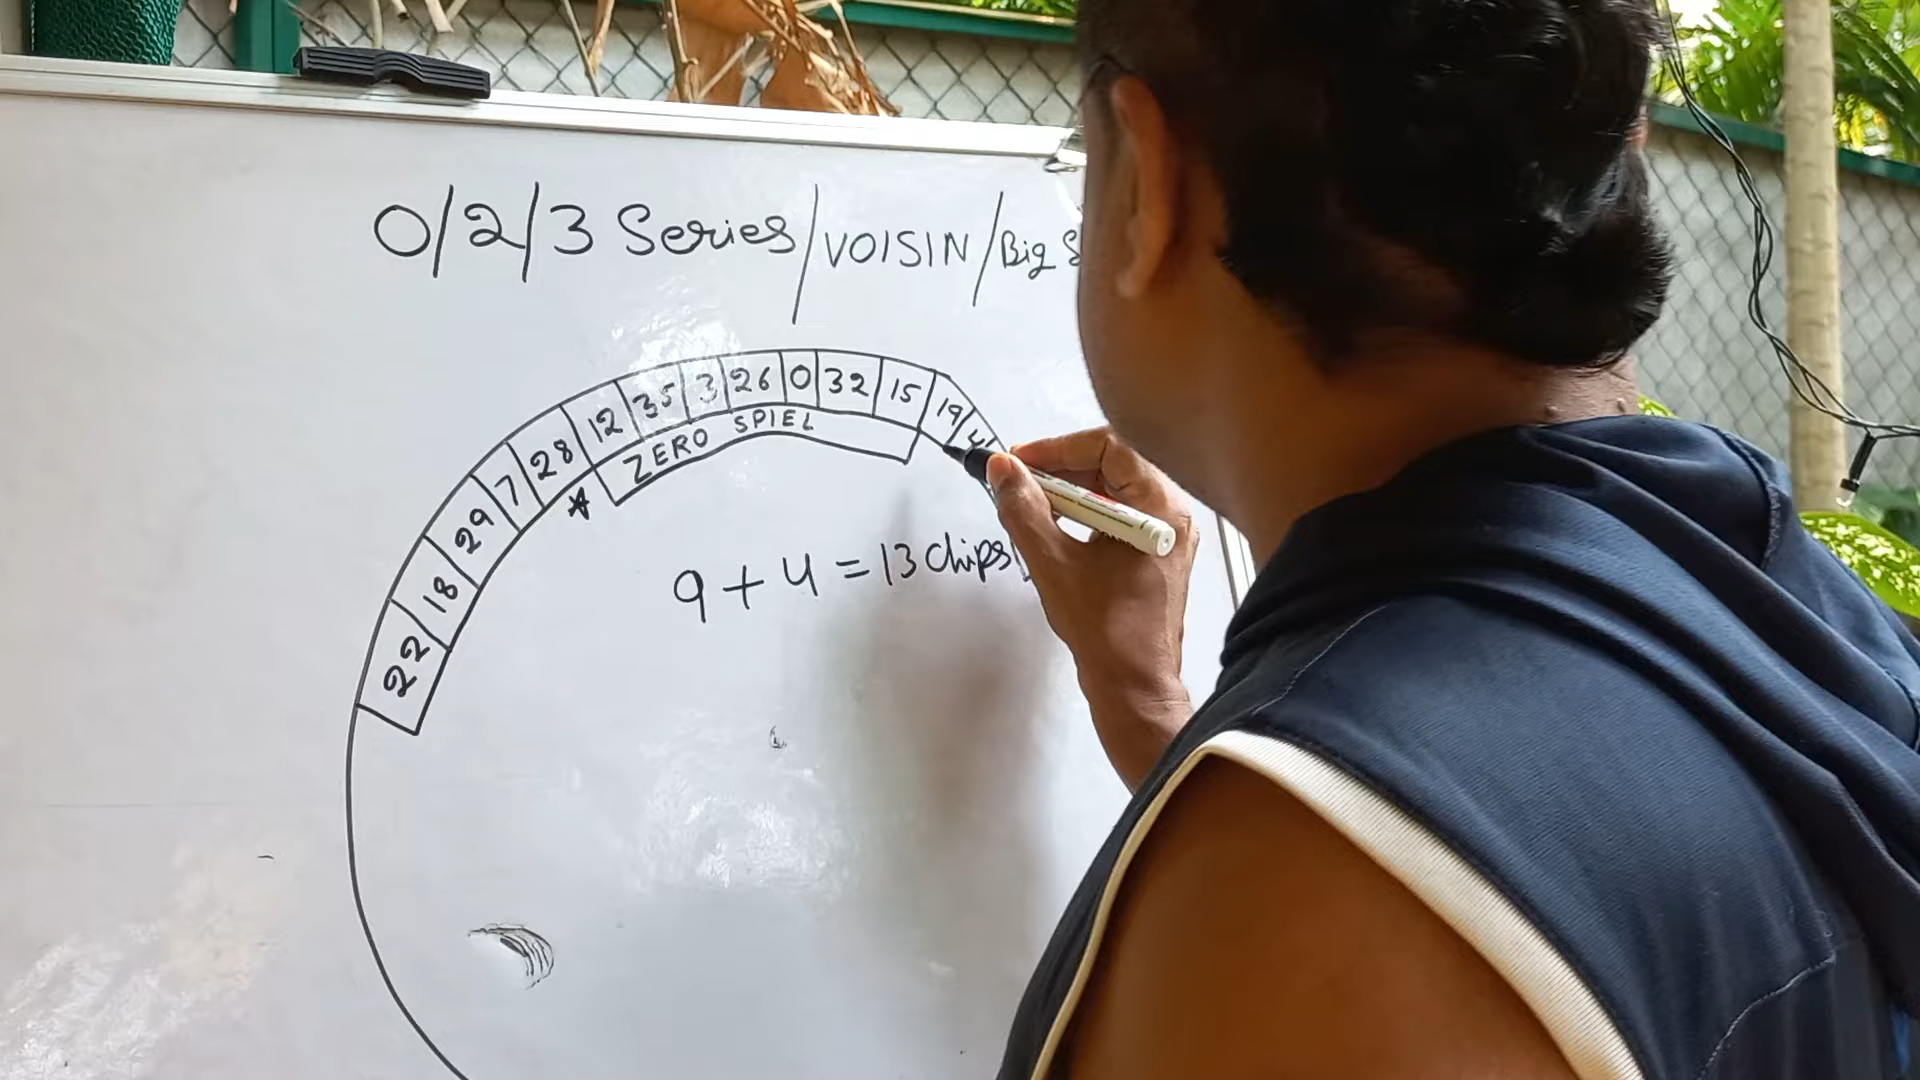 0/2/3 Series/VOISIN/Big
22 18 29 7 28 12 35 3 26 0 32 15 19 4
ZERO SPIEL
9+4=13 chips